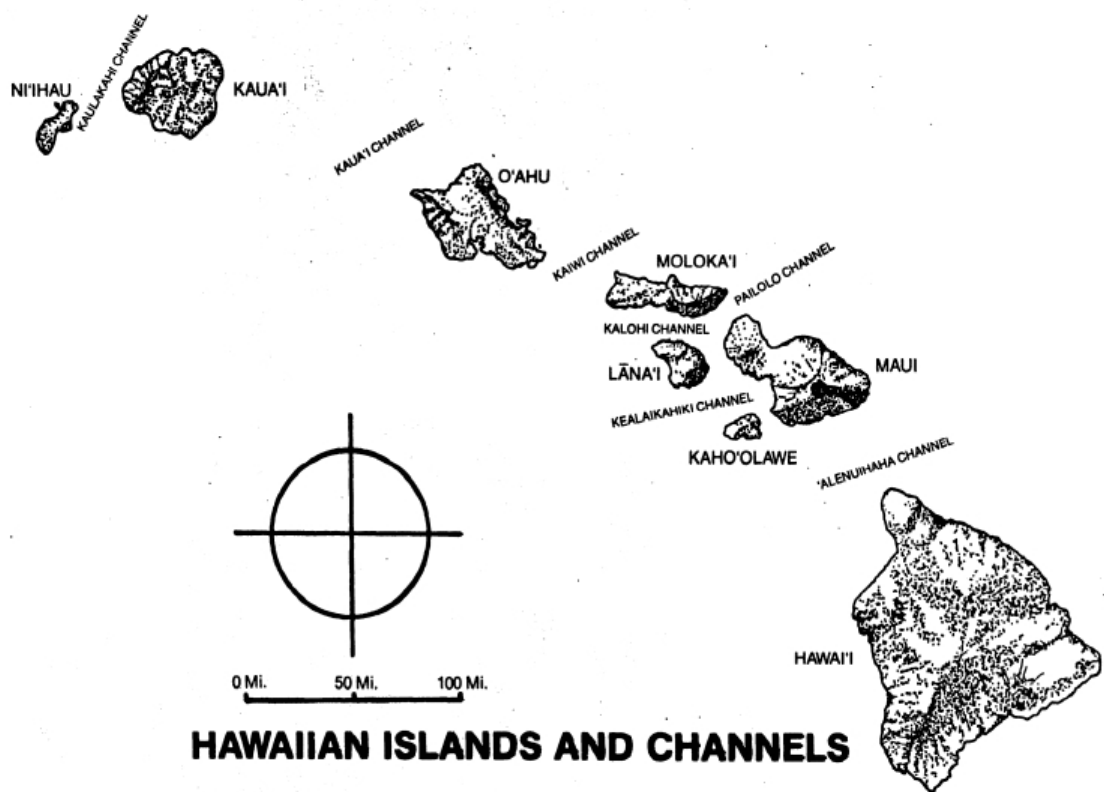 NI'IHAU
KAULAKAHI CHANNEL
KAUA'I
KAUA'I CHANNEL
O'AHU
KAIWI CHANNEL
MOLOKA'I
PAILOLO CHANNEL
KALOHI CHANNEL
LĀNA'I
MAUI
KEALAIKAHIKI CHANNEL
KAHO'OLAWE
'ALENUIHAHA CHANNEL
HAWAI'I
0 Mi. 50 Mi. 100 Mi.
HAWAIIAN ISLANDS AND CHANNELS